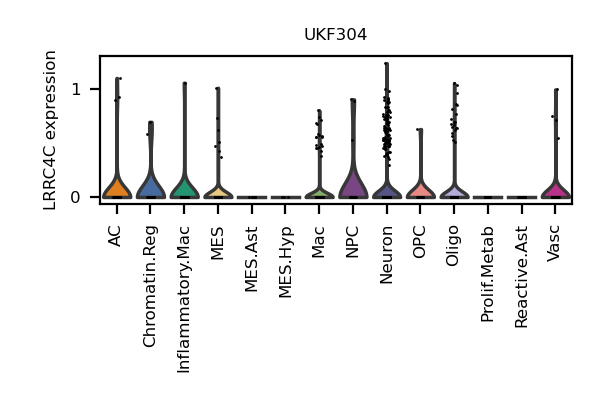 UKF304
LRRC4C expression
1
0
AC
Chromatin.Reg
Inflammatory.Mac
MES
MES.Ast
MES.Hyp
Mac
NPC
Neuron
OPC
Oligo
Prolif.Metab
Reactive.Ast
Vasc